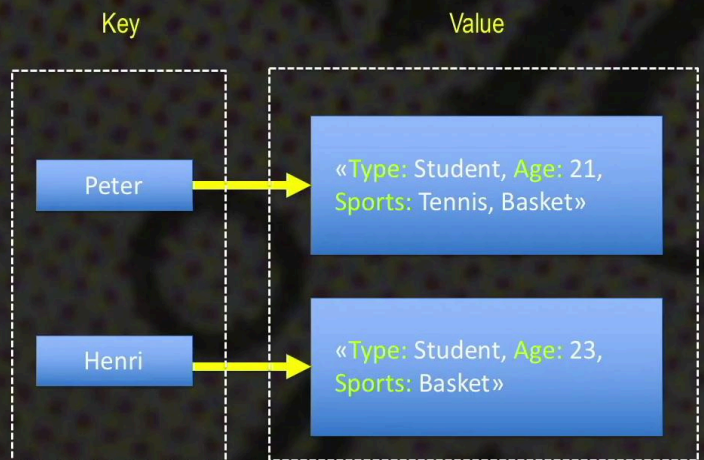 Key
Value
Peter
«Type: Student, Age: 21,
Sports: Tennis, Basket»
Henri
«Type: Student, Age: 23,
Sports: Basket»